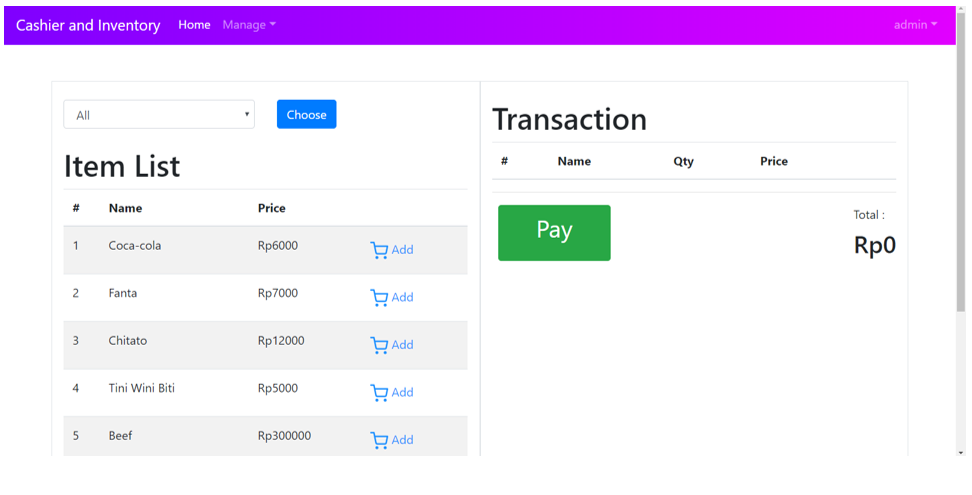 Cashier and Inventory Home Manage admin
All Choose
Item List
# Name Price
1 Coca-cola Rp6000 Add
2 Fanta Rp7000 Add
3 Chitato Rp12000 Add
4 Tini Wini Biti Rp5000 Add
5 Beef Rp300000 Add
Transaction
# Name Qty Price
Pay
Total :
Rp0